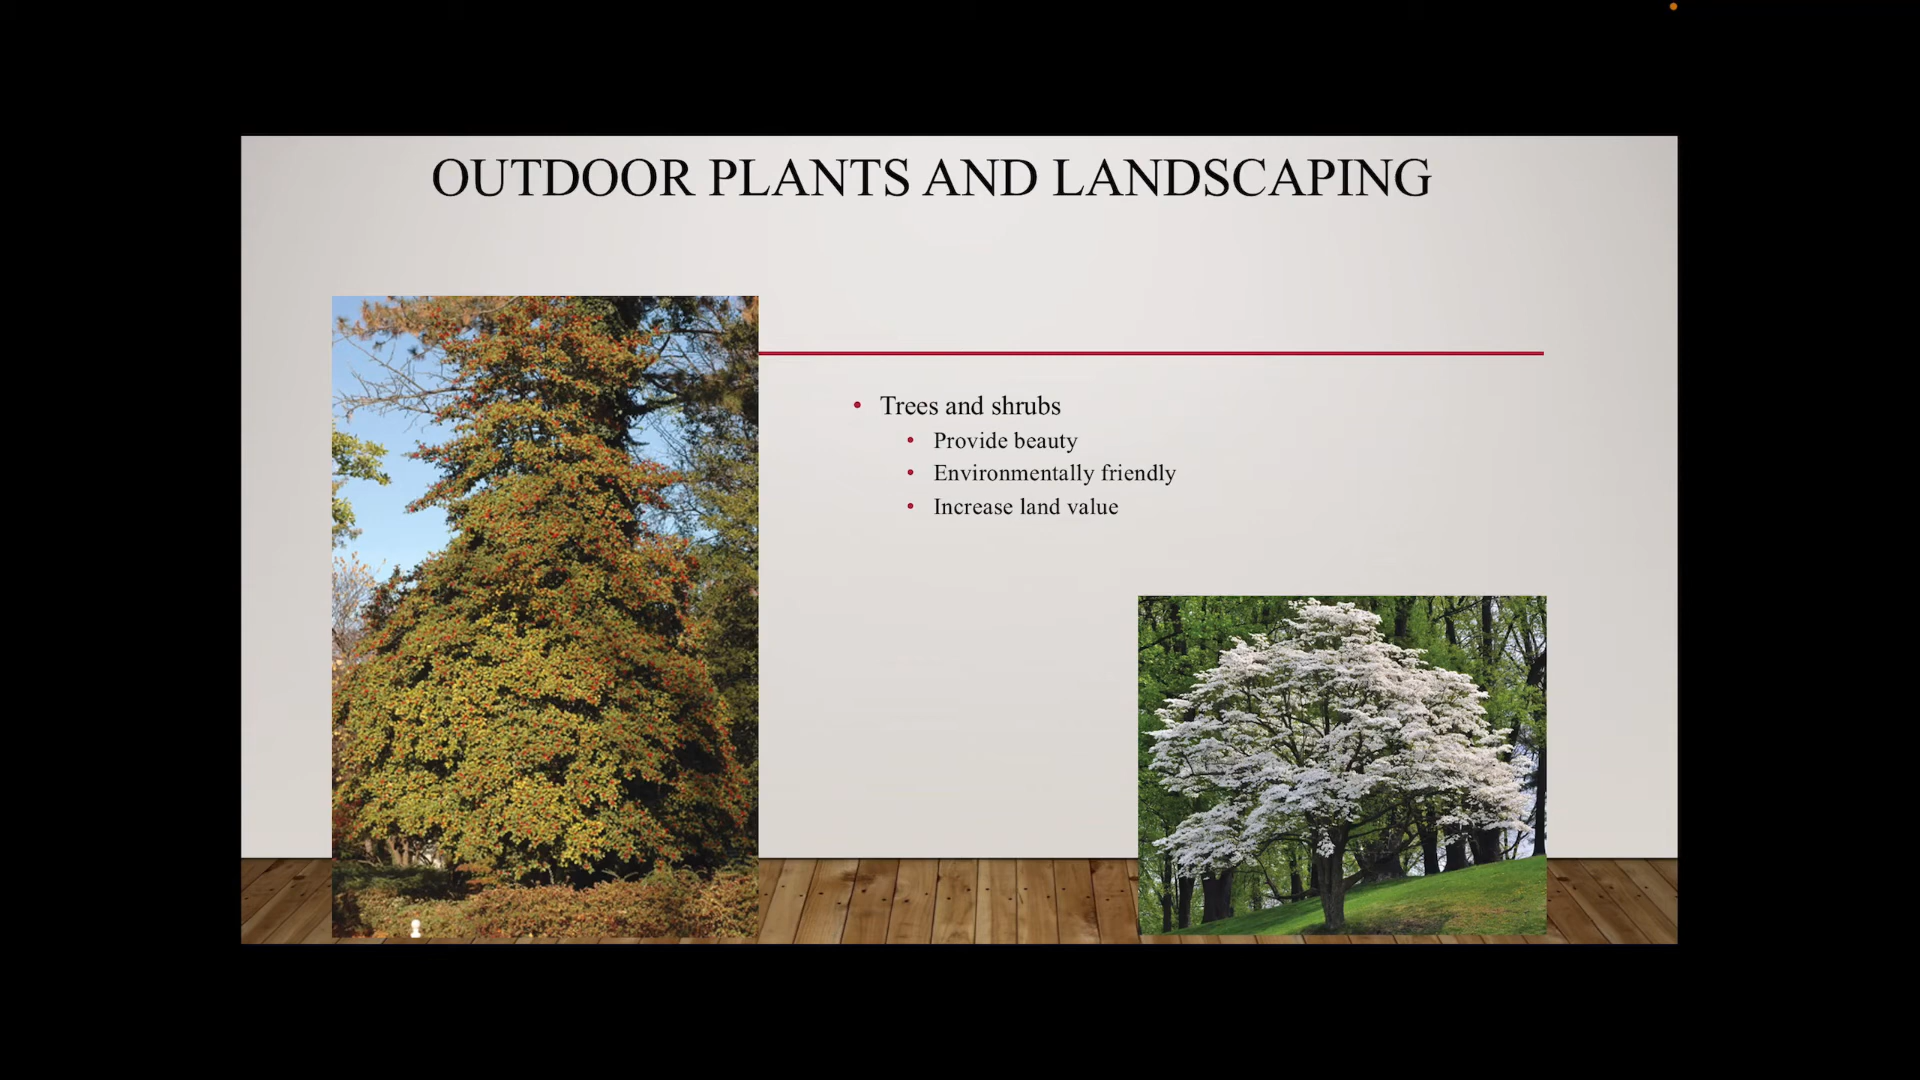 OUTDOOR PLANTS AND LANDSCAPING
• Trees and shrubs
• Provide beauty
• Environmentally friendly
• Increase land value